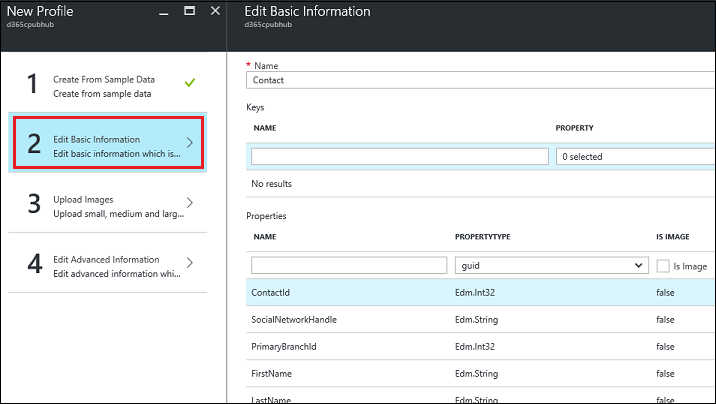 New Profile
d365cpubhub
1
Create From Sample Data
Create from sample data
2
Edit Basic Information
Edit basic information which is...
3
Upload Images
Upload small, medium and larg...
4
Edit Advanced Information
Edit advanced information whi...
Edit Basic Information
d365cpubhub
* Name
Contact
Keys
NAME PROPERTY
0 selected
No results
Properties
NAME PROPERTYTYPE IS IMAGE
guid Is Image
ContactId Edm.Int32 false
SocialNetworkHandle Edm.String false
PrimaryBranchId Edm.Int32 false
FirstName Edm.String false
LastName Edm.String false